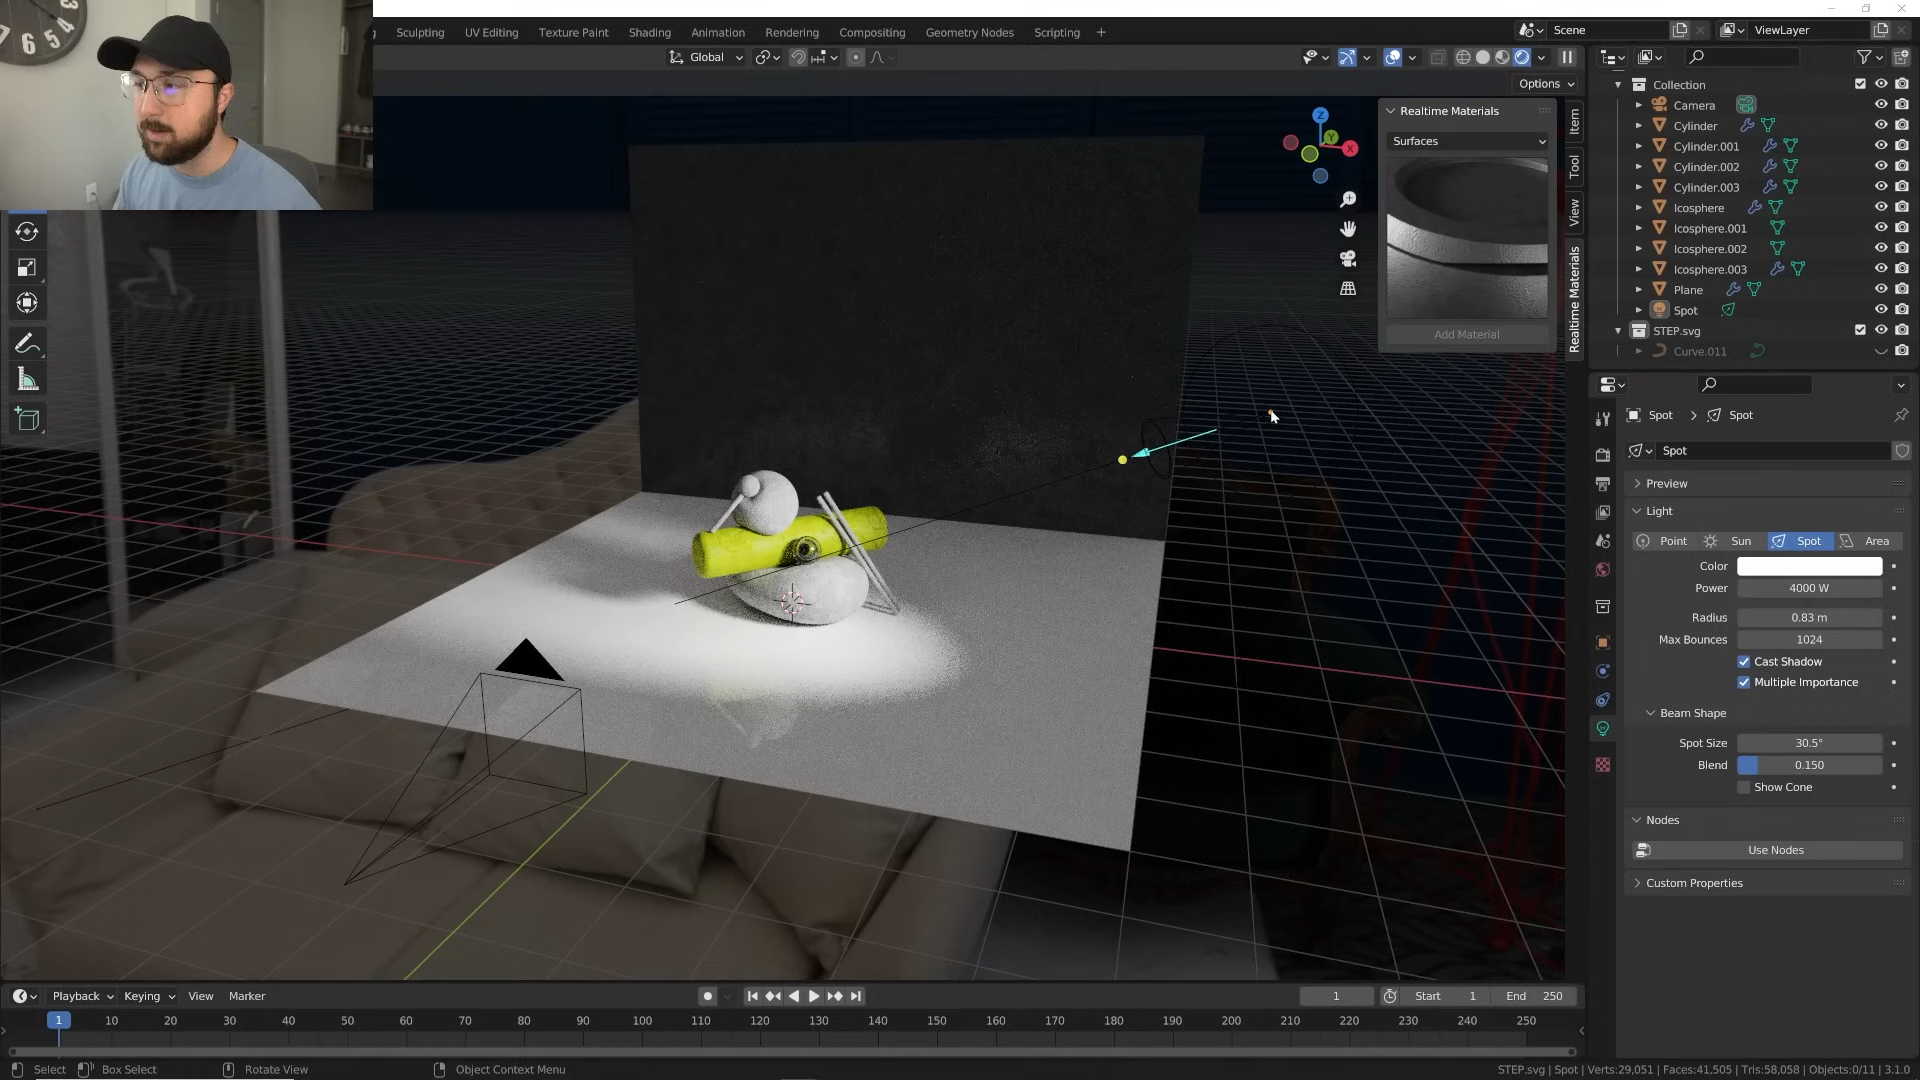 Sculpting UV Editing Texture Paint Shading Animation Rendering Compositing Geometry Nodes Scripting +
Scene
ViewLayer
Global
Options
Realtime Materials
Surfaces
Add Material
Item
Tool
View
Realtime Materials
Z
Y
X
Collection
Camera
Cylinder
Cylinder.001
Cylinder.002
Cylinder.003
Icosphere
Icosphere.001
Icosphere.002
Icosphere.003
Plane
Spot
STEP.svg
Curve.011
Spot > Spot
Spot
Preview
Light
Point Sun Spot Area
Color
Power 4000 W
Radius 0.83 m
Max Bounces 1024
Cast Shadow
Multiple Importance
Beam Shape
Spot Size 30.5°
Blend 0.150
Show Cone
Nodes
Use Nodes
Custom Properties
Playback Keying View Marker
1 Start 1 End 250
1 10 20 30 40 50 60 70 80 90 100 110 120 130 140 150 160 170 180 190 200 210 220 230 240 250
Select Box Select Rotate View Object Context Menu
STEP.svg | Spot | Verts:29,051 | Faces:41,505 | Tris:58,058 | Objects:0/11 | 3.1.0